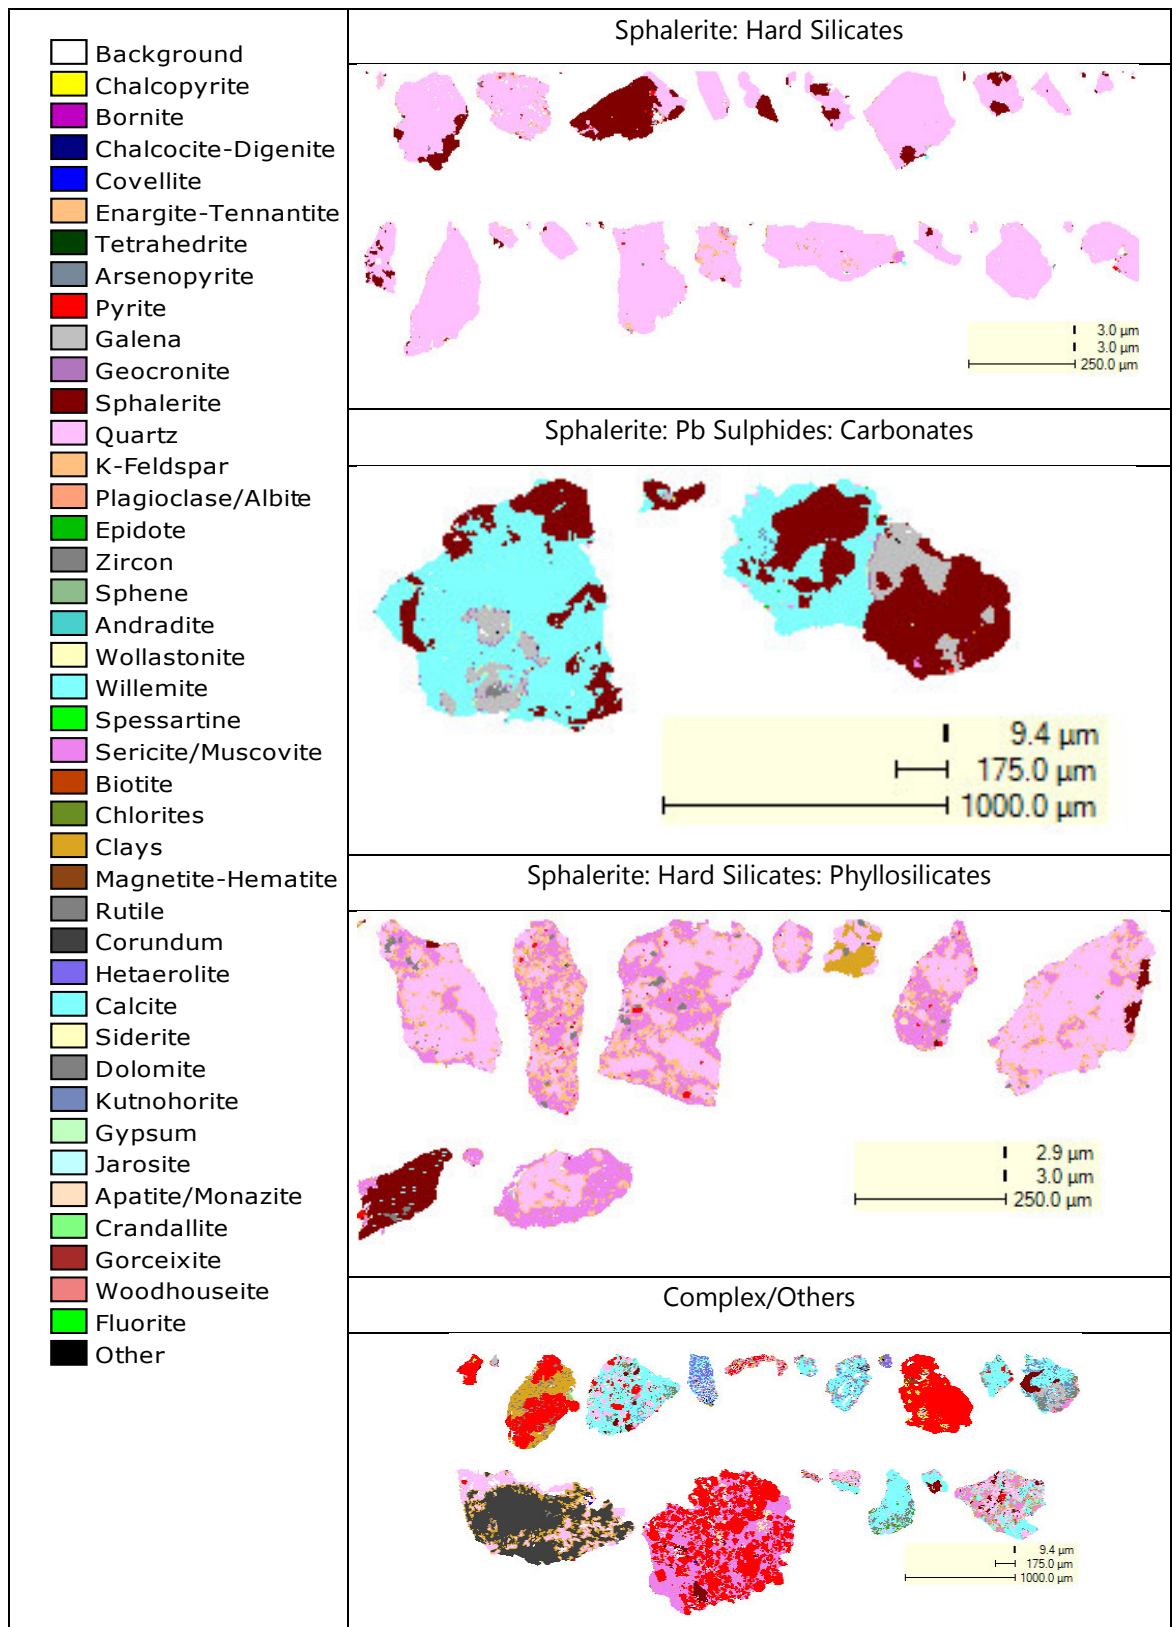 Background
Chalcopyrite
Bornite
Chalcocite-Digenite
Covellite
Enargite-Tennantite
Tetrahedrite
Arsenopyrite
Pyrite
Galena
Geocronite
Sphalerite
Quartz
K-Feldspar
Plagioclase/Albite
Epidote
Zircon
Sphene
Andradite
Wollastonite
Willemite
Spessartine
Sericite/Muscovite
Biotite
Chlorites
Clays
Magnetite-Hematite
Rutile
Corundum
Hetaerolite
Calcite
Siderite
Dolomite
Kutnohorite
Gypsum
Jarosite
Apatite/Monazite
Crandallite
Gorceixite
Woodhouseite
Fluorite
Other
Sphalerite: Hard Silicates
3.0 µm
3.0 µm
250.0 µm
Sphalerite: Pb Sulphides: Carbonates
9.4 µm
175.0 µm
1000.0 µm
Sphalerite: Hard Silicates: Phyllosilicates
2.9 µm
3.0 µm
250.0 µm
Complex/Others
9.4 µm
175.0 µm
1000.0 µm